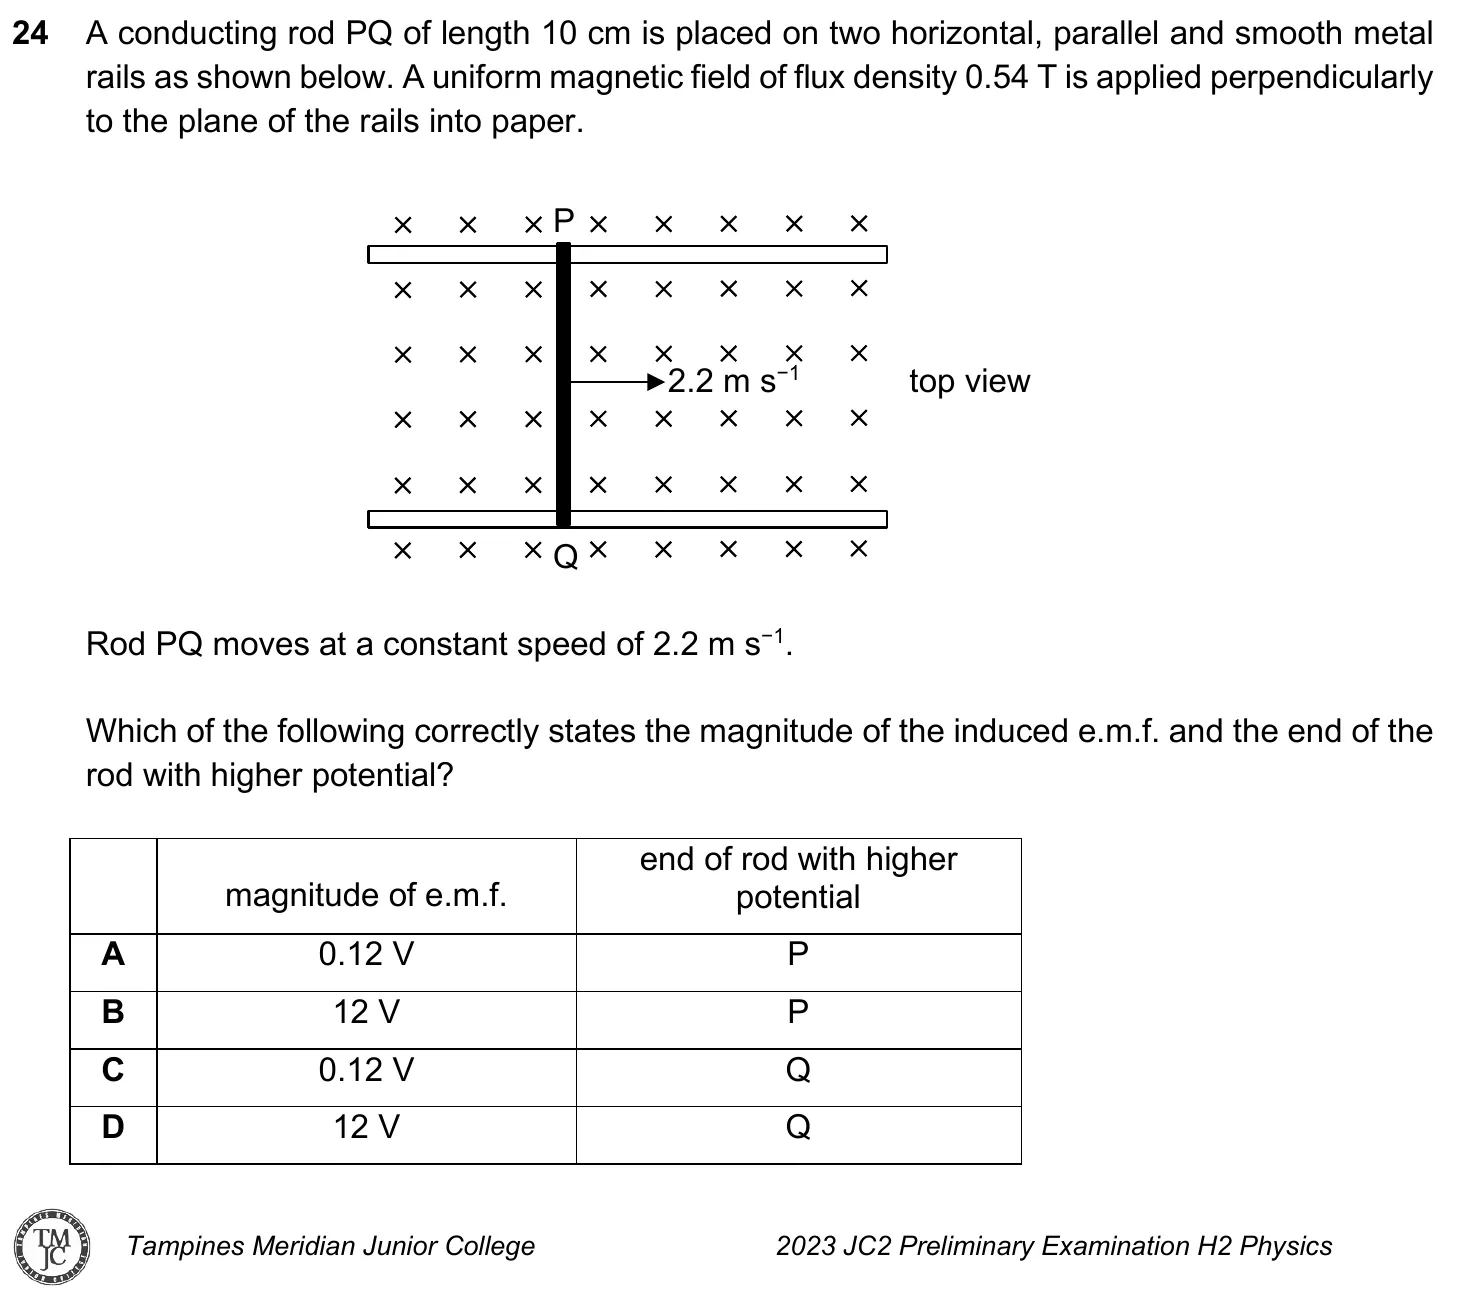 24 A conducting rod PQ of length 10 cm is placed on two horizontal, parallel and smooth metal
rails as shown below. A uniform magnetic field of flux density 0.54 T is applied perpendicularly
to the plane of the rails into paper.
× × × P × × × × ×
× × × × × × × ×
× × × × × × × ×
2.2 m s⁻¹ top view
× × × × × × × ×
× × × × × × × ×
× × × Q × × × × ×
Rod PQ moves at a constant speed of 2.2 m s⁻¹.
Which of the following correctly states the magnitude of the induced e.m.f. and the end of the
rod with higher potential?
magnitude of e.m.f. end of rod with higher
potential
A 0.12 V P
B 12 V P
C 0.12 V Q
D 12 V Q
TM
JC
Tampines Meridian Junior College 2023 JC2 Preliminary Examination H2 Physics